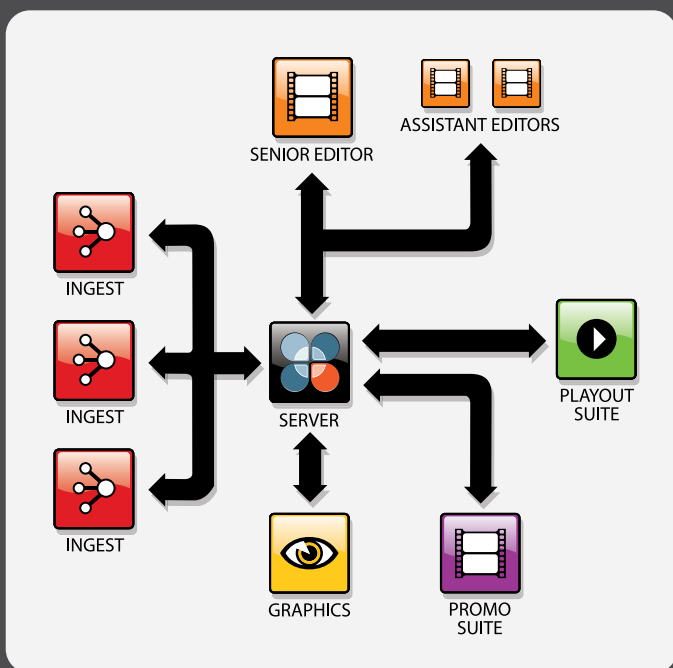 SENIOR EDITOR
ASSISTANT EDITORS
INGEST
INGEST
INGEST
SERVER
PLAYOUT
SUITE
GRAPHICS
PROMO
SUITE